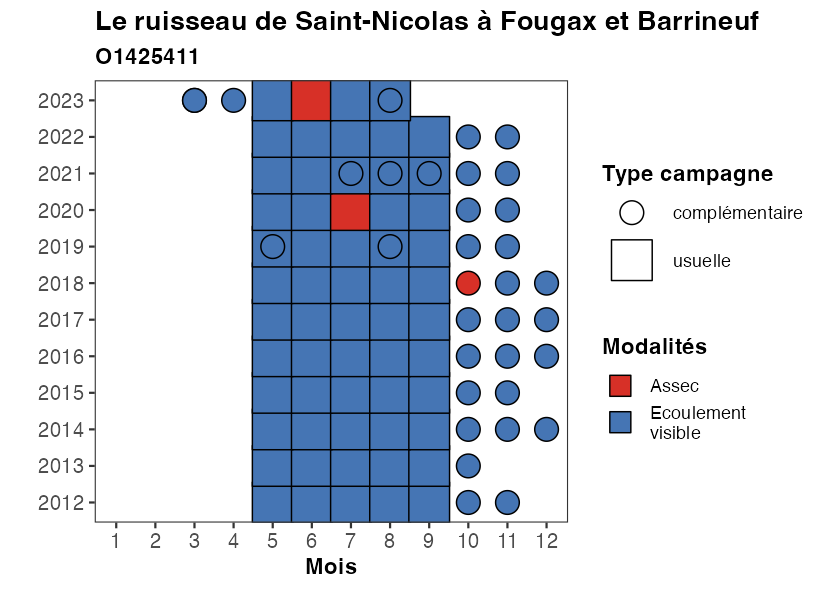 Le ruisseau de Saint-Nicolas à Fougax et Barrineuf
O1425411
2023
2022
2021
2020
2019
2018
2017
2016
2015
2014
2013
2012
1 2 3 4 5 6 7 8 9 10 11 12
Mois
Type campagne
complémentaire
usuelle
Modalités
Assec
Ecoulement
visible